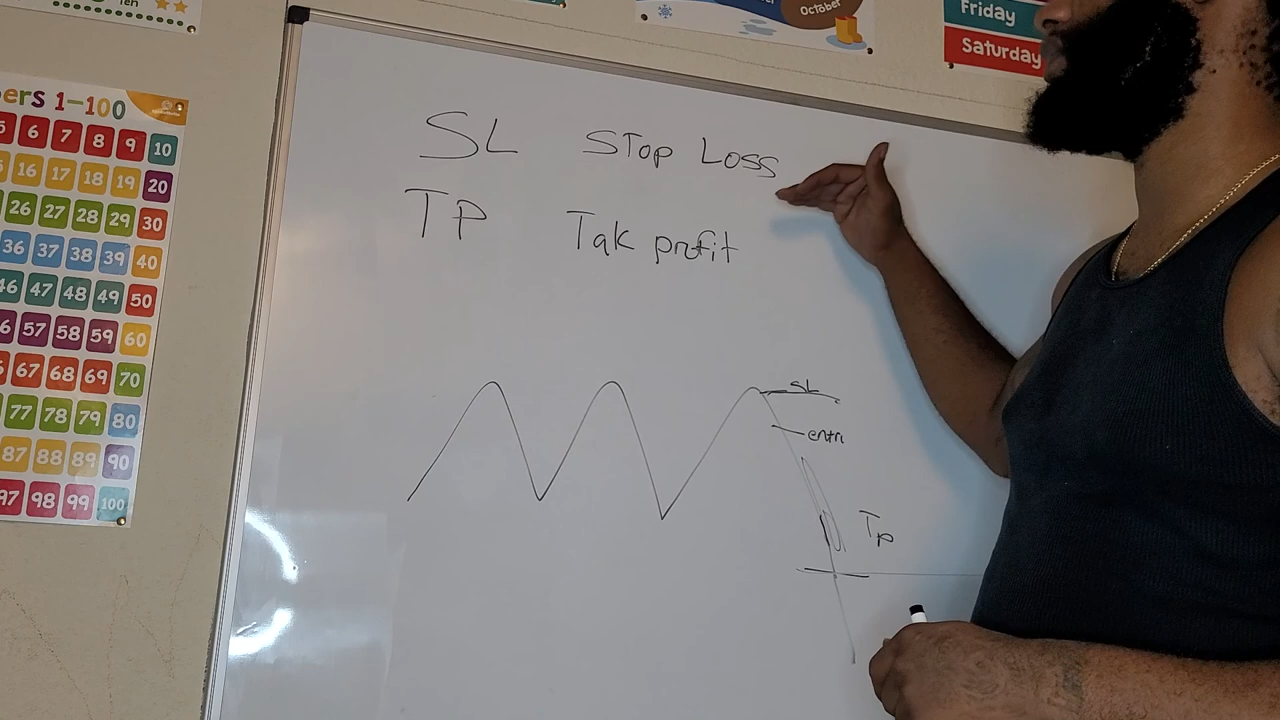 Ten
October
Friday
Saturday
ers 1-100
5 6 7 8 9 10
16 17 18 19 20
26 27 28 29 30
36 37 38 39 40
46 47 48 49 50
6 57 58 59 60
67 68 69 70
77 78 79 80
87 88 89 90
97 98 99 100
SL STOP LOSS
TP Tak profit
SL
entri
Tp